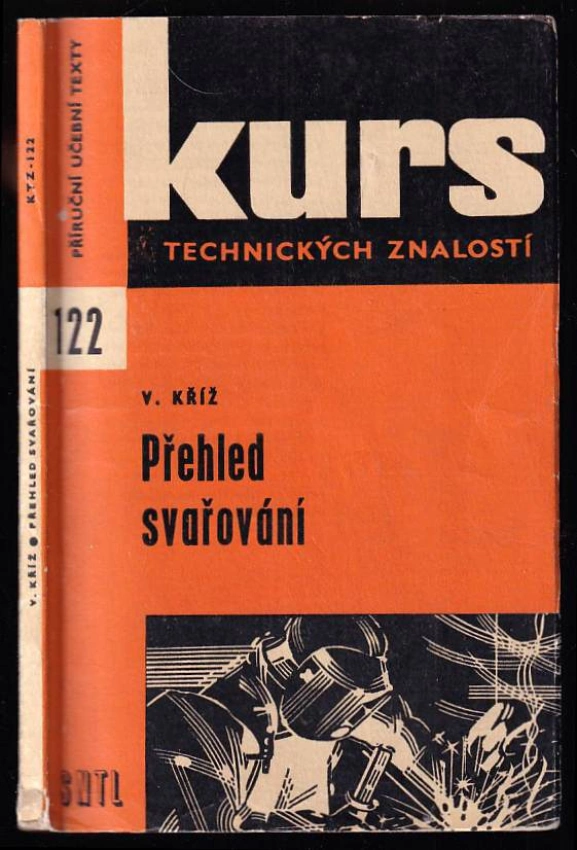 kurs
TECHNICKÝCH ZNALOSTÍ
PŘÍRUČNÍ UČEBNÍ TEXTY
122
V. KŘÍŽ
Přehled
svařování
SNTL
KTZ-122
V. KŘÍŽ ● PŘEHLED SVAŘOVÁNÍ